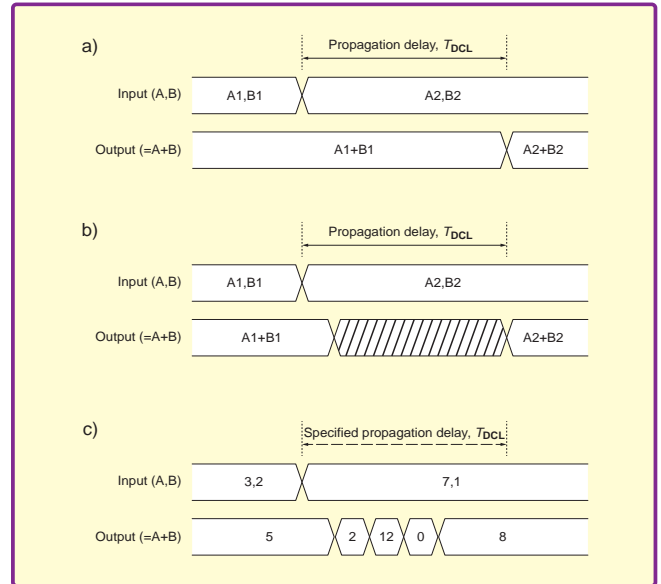 a)
Propagation delay, TDCL
Input (A,B) A1,B1 A2,B2
Output (=A+B) A1+B1 A2+B2
b)
Propagation delay, TDCL
Input (A,B) A1,B1 A2,B2
Output (=A+B) A1+B1 A2+B2
c)
Specified propagation delay, TDCL
Input (A,B) 3,2 7,1
Output (=A+B) 5 2 12 0 8